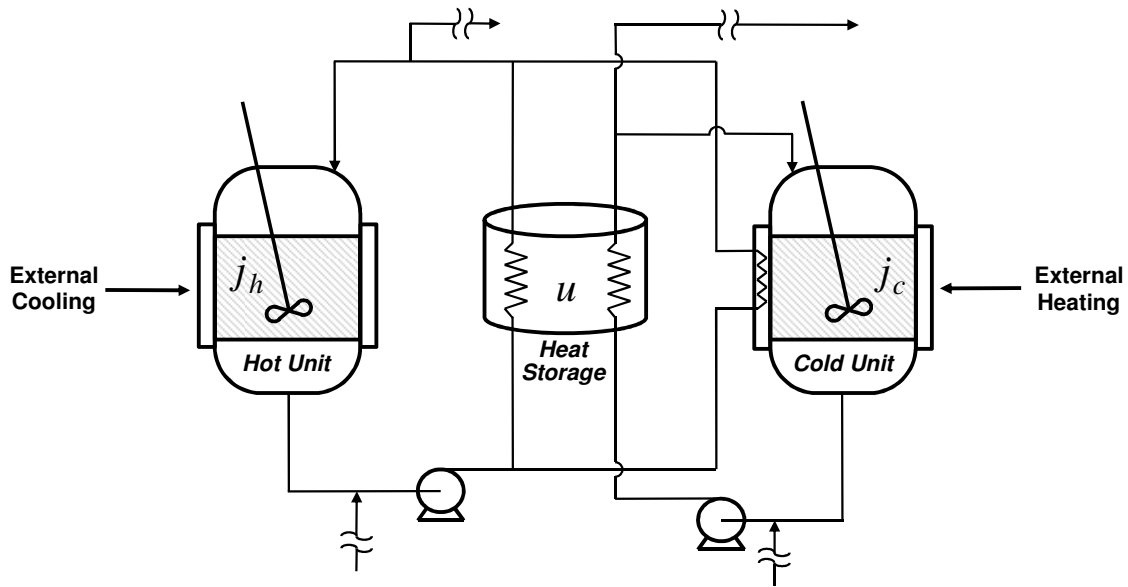 External
Cooling
j_h
Hot Unit
u
Heat
Storage
j_c
Cold Unit
External
Heating